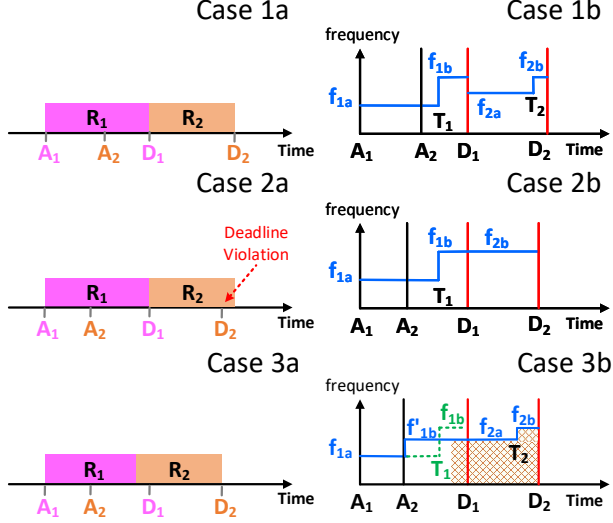 Case 1a
R1 R2
Time
A1 A2 D1 D2
Case 1b
frequency
f1b f2b
f1a
f2a
T1 T2
A1 A2 D1 D2 Time
Case 2a
Deadline
Violation
R1 R2
Time
A1 A2 D1 D2
Case 2b
frequency
f1b f2b
f1a
T1
A1 A2 D1 D2 Time
Case 3a
R1 R2
Time
A1 A2 D1 D2
Case 3b
frequency
f1b f2b
f'1b f2a
f1a
T1 T2
A1 A2 D1 D2 Time